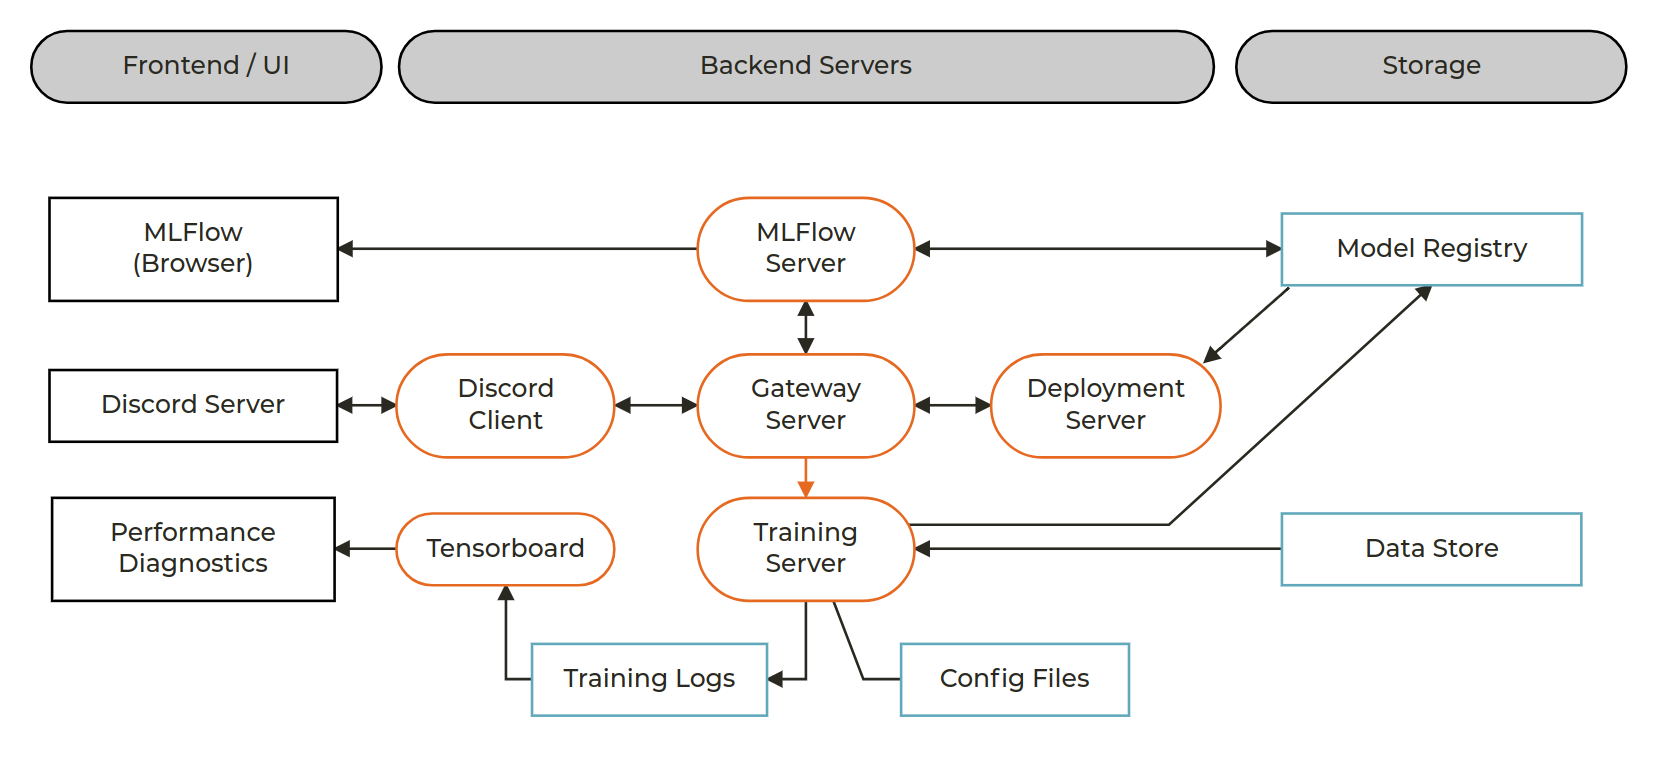 Frontend / UI
Backend Servers
Storage
MLFlow
(Browser)
MLFlow
Server
Model Registry
Discord Server
Discord
Client
Gateway
Server
Deployment
Server
Performance
Diagnostics
Tensorboard
Training
Server
Data Store
Training Logs
Config Files